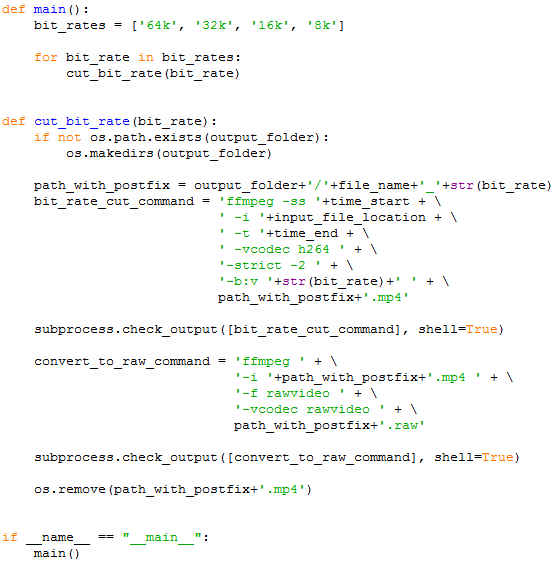 def main():
    bit_rates = ['64k', '32k', '16k', '8k']

    for bit_rate in bit_rates:
        cut_bit_rate(bit_rate)


def cut_bit_rate(bit_rate):
    if not os.path.exists(output_folder):
        os.makedirs(output_folder)

    path_with_postfix = output_folder+'/'+file_name+'_'+str(bit_rate)
    bit_rate_cut_command = 'ffmpeg -ss '+time_start + \
                           ' -i '+input_file_location + \
                           ' -t '+time_end + \
                           ' -vcodec h264 ' + \
                           '-strict -2 ' + \
                           '-b:v '+str(bit_rate)+' ' + \
                           path_with_postfix+'.mp4'

    subprocess.check_output([bit_rate_cut_command], shell=True)

    convert_to_raw_command = 'ffmpeg ' + \
                             '-i '+path_with_postfix+'.mp4 ' + \
                             '-f rawvideo ' + \
                             '-vcodec rawvideo ' + \
                             path_with_postfix+'.raw'

    subprocess.check_output([convert_to_raw_command], shell=True)

    os.remove(path_with_postfix+'.mp4')


if __name__ == "__main__":
    main()